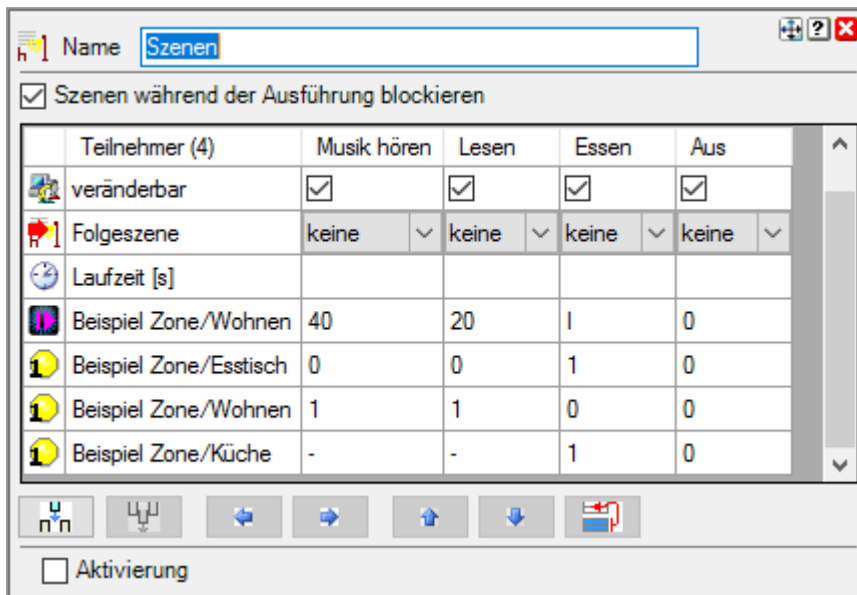 Name Szenen
Szenen während der Ausführung blockieren
Teilnehmer (4) Musik hören Lesen Essen Aus
veränderbar
Folgeszene keine keine keine keine
Laufzeit [s]
Beispiel Zone/Wohnen 40 20 I 0
Beispiel Zone/Esstisch 0 0 1 0
Beispiel Zone/Wohnen 1 1 0 0
Beispiel Zone/Küche - - 1 0
Aktivierung